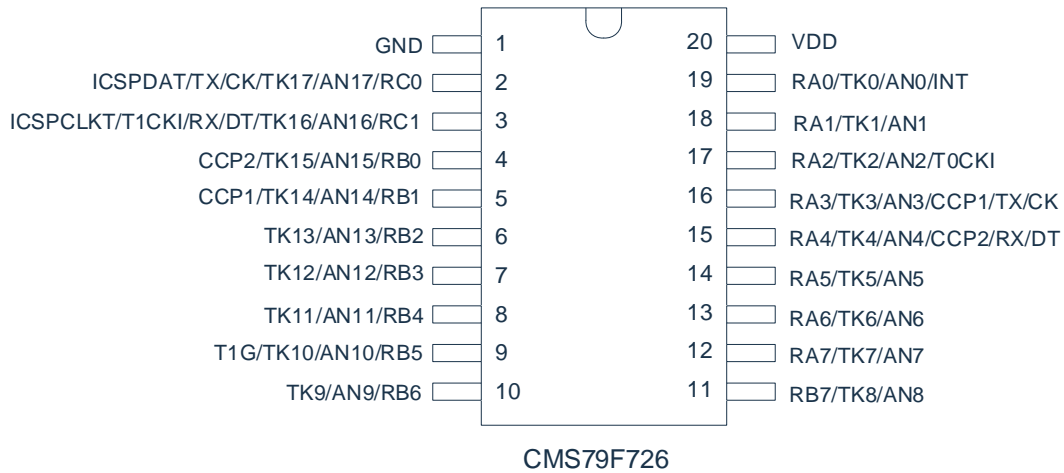 GND 1 20 VDD
ICSPDAT/TX/CK/TK17/AN17/RC0 2 19 RA0/TK0/AN0/INT
ICSPCLKT/T1CKI/RX/DT/TK16/AN16/RC1 3 18 RA1/TK1/AN1
CCP2/TK15/AN15/RB0 4 17 RA2/TK2/AN2/T0CKI
CCP1/TK14/AN14/RB1 5 16 RA3/TK3/AN3/CCP1/TX/CK
TK13/AN13/RB2 6 15 RA4/TK4/AN4/CCP2/RX/DT
TK12/AN12/RB3 7 14 RA5/TK5/AN5
TK11/AN11/RB4 8 13 RA6/TK6/AN6
T1G/TK10/AN10/RB5 9 12 RA7/TK7/AN7
TK9/AN9/RB6 10 11 RB7/TK8/AN8
CMS79F726